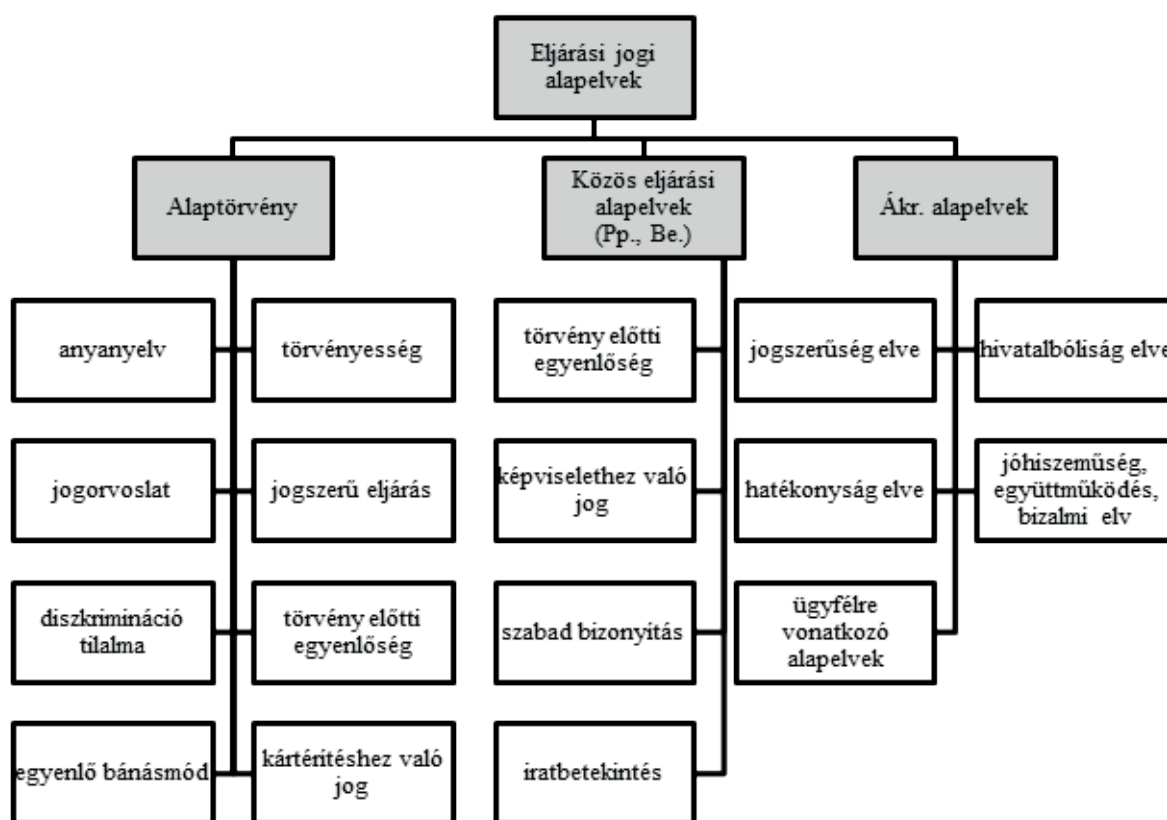 Eljárási jogi
alapelvek
Alaptörvény
Közös eljárási
alapelvek
(Pp., Be.)
Ákr. alapelvek
anyanyelv
törvényesség
jogorvoslat
jogszerű eljárás
diszkrimináció
tilalma
törvény előtti
egyenlőség
egyenlő bánásmód
kártérítéshez való
jog
törvény előtti
egyenlőség
képviselethez való
jog
szabad bizonyítás
iratbetekintés
jogszerűség elve
hivatalbóliság elve
hatékonyság elve
jóhiszeműség,
együttműködés,
bizalmi elv
ügyfélre
vonatkozó
alapelvek